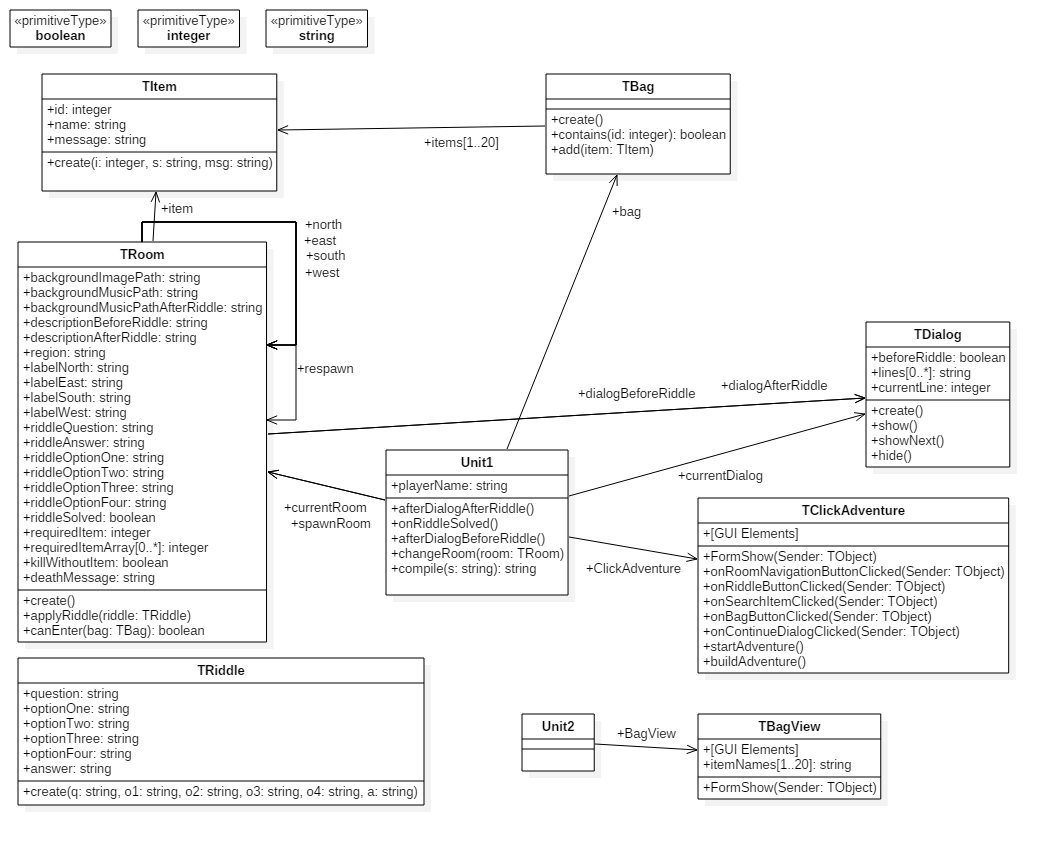 «primitiveType»
boolean
«primitiveType»
integer
«primitiveType»
string
TItem
+id: integer
+name: string
+message: string
+create(i: integer, s: string, msg: string)
TBag
+create()
+contains(id: integer): boolean
+add(item: TItem)
+items[1..20]
+item
+bag
+north
+east
+south
+west
+respawn
TRoom
+backgroundImagePath: string
+backgroundMusicPath: string
+backgroundMusicPathAfterRiddle: string
+descriptionBeforeRiddle: string
+descriptionAfterRiddle: string
+region: string
+labelNorth: string
+labelEast: string
+labelSouth: string
+labelWest: string
+riddleQuestion: string
+riddleAnswer: string
+riddleOptionOne: string
+riddleOptionTwo: string
+riddleOptionThree: string
+riddleOptionFour: string
+riddleSolved: boolean
+requiredItem: integer
+requiredItemArray[0..*]: integer
+killWithoutItem: boolean
+deathMessage: string
+create()
+applyRiddle(riddle: TRiddle)
+canEnter(bag: TBag): boolean
+dialogBeforeRiddle
+dialogAfterRiddle
TDialog
+beforeRiddle: boolean
+lines[0..*]: string
+currentLine: integer
+create()
+show()
+showNext()
+hide()
Unit1
+playerName: string
+afterDialogAfterRiddle()
+onRiddleSolved()
+afterDialogBeforeRiddle()
+changeRoom(room: TRoom)
+compile(s: string): string
+currentRoom
+spawnRoom
+currentDialog
+ClickAdventure
TClickAdventure
+[GUI Elements]
+FormShow(Sender: TObject)
+onRoomNavigationButtonClicked(Sender: TObject)
+onRiddleButtonClicked(Sender: TObject)
+onSearchItemClicked(Sender: TObject)
+onBagButtonClicked(Sender: TObject)
+onContinueDialogClicked(Sender: TObject)
+startAdventure()
+buildAdventure()
TRiddle
+question: string
+optionOne: string
+optionTwo: string
+optionThree: string
+optionFour: string
+answer: string
+create(q: string, o1: string, o2: string, o3: string, o4: string, a: string)
Unit2
+BagView
TBagView
+[GUI Elements]
+itemNames[1..20]: string
+FormShow(Sender: TObject)